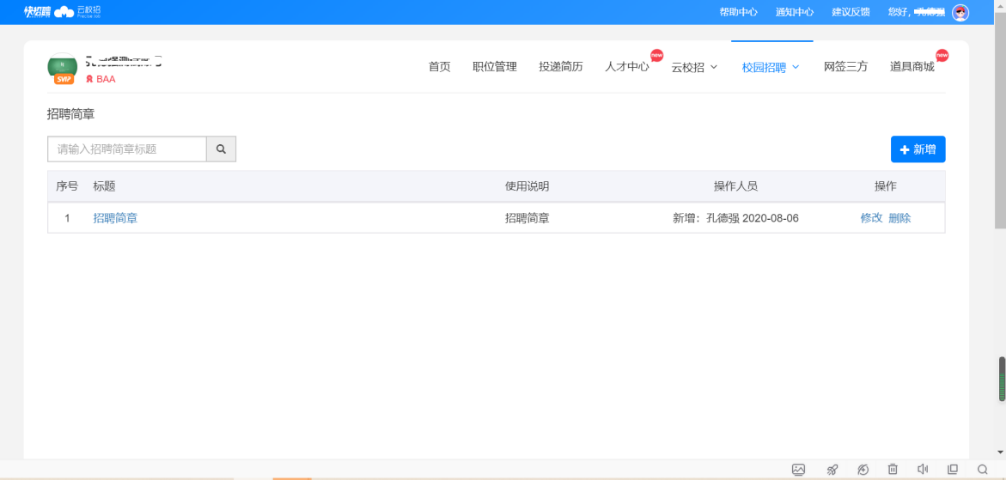 快招聘 云校招
帮助中心 通知中心 建议反馈 您好,
SVIP BAA
首页 职位管理 投递简历 人才中心 new 云校招 校园招聘 网签三方 道具商城 new
招聘简章
请输入招聘简章标题
+ 新增
序号 标题 使用说明 操作人员 操作
1 招聘简章 招聘简章 新增：孔德强 2020-08-06 修改 删除